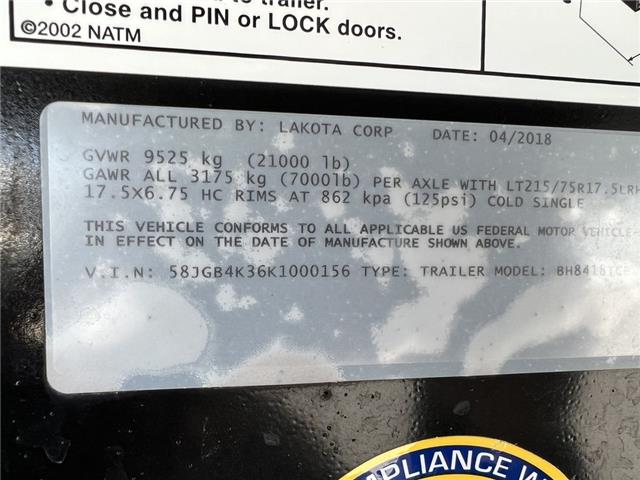 to trailer.
• Close and PIN or LOCK doors.
©2002 NATM
MANUFACTURED BY: LAKOTA CORP DATE: 04/2018
GVWR 9525 kg (21000 lb)
GAWR ALL 3175 kg (7000lb) PER AXLE WITH LT215/75R17.5LRH
17.5X6.75 HC RIMS AT 862 kpa (125psi) COLD SINGLE
THIS VEHICLE CONFORMS TO ALL APPLICABLE US FEDERAL MOTOR VEHICLE
IN EFFECT ON THE DATE OF MANUFACTURE SHOWN ABOVE.
V.I.N: 58JGB4K36K1000156 TYPE: TRAILER MODEL:
MPLIANCE W